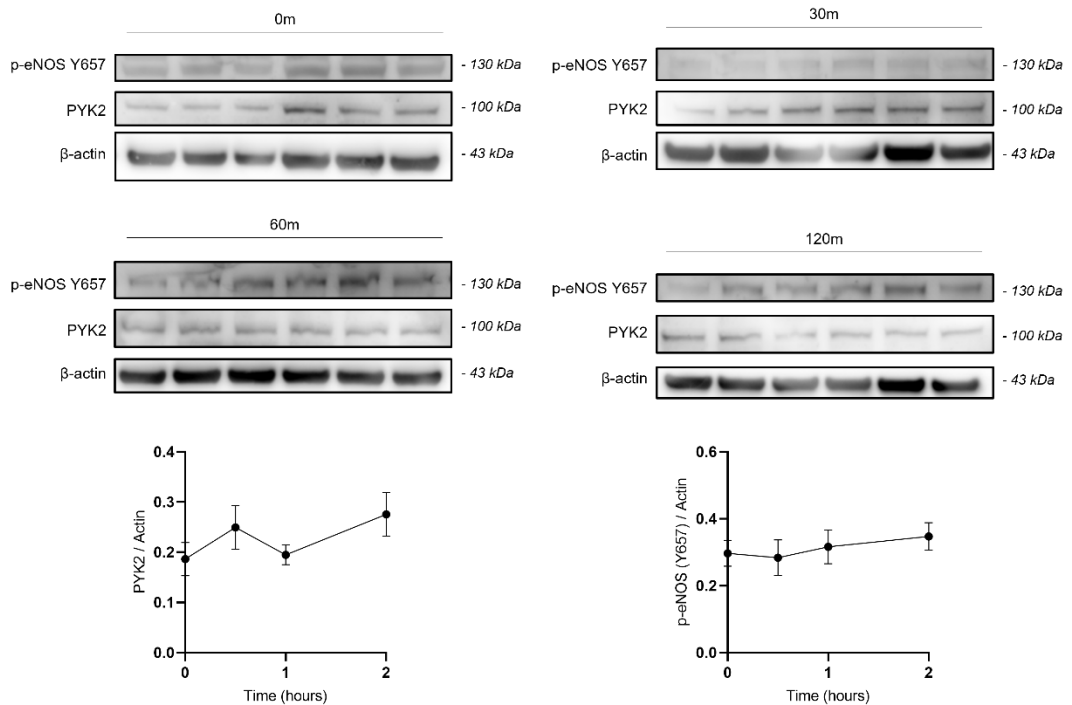 0m
p-eNOS Y657
- 130 kDa
PYK2
- 100 kDa
β-actin
- 43 kDa
30m
p-eNOS Y657
- 130 kDa
PYK2
- 100 kDa
β-actin
- 43 kDa
60m
p-eNOS Y657
- 130 kDa
PYK2
- 100 kDa
β-actin
- 43 kDa
120m
p-eNOS Y657
- 130 kDa
PYK2
- 100 kDa
β-actin
- 43 kDa
PYK2 / Actin
0.4
0.3
0.2
0.1
0.0
0 1 2
Time (hours)
p-eNOS (Y657) / Actin
0.6
0.4
0.2
0.0
0 1 2
Time (hours)